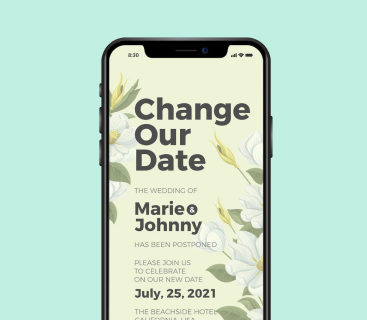 8:30
Change
Our
Date
THE WEDDING OF
Marie &
Johnny
HAS BEEN POSTPONED
PLEASE JOIN US
TO CELEBRATE
ON OUR NEW DATE
July, 25, 2021
THE BEACHSIDE HOTEL
CALIFORNIA, USA